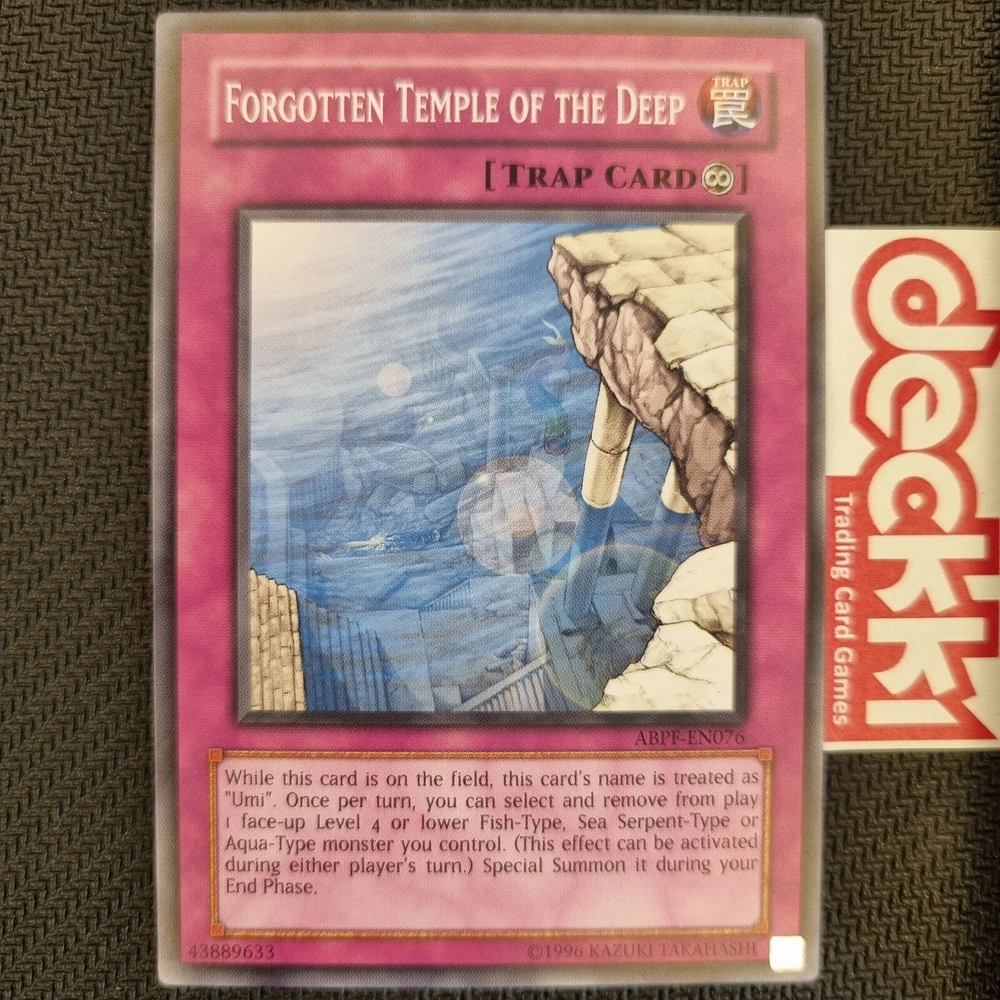 FORGOTTEN TEMPLE OF THE DEEP
TRAP
罠
[TRAP CARD∞]
ABPF-EN076
While this card is on the field, this card's name is treated as
"Umi". Once per turn, you can select and remove from play
1 face-up Level 4 or lower Fish-Type, Sea Serpent-Type or
Aqua-Type monster you control. (This effect can be activated
during either player's turn.) Special Summon it during your
End Phase.
43889633
©1996 KAZUKI TAKAHASHI
deckki
Trading Card Games